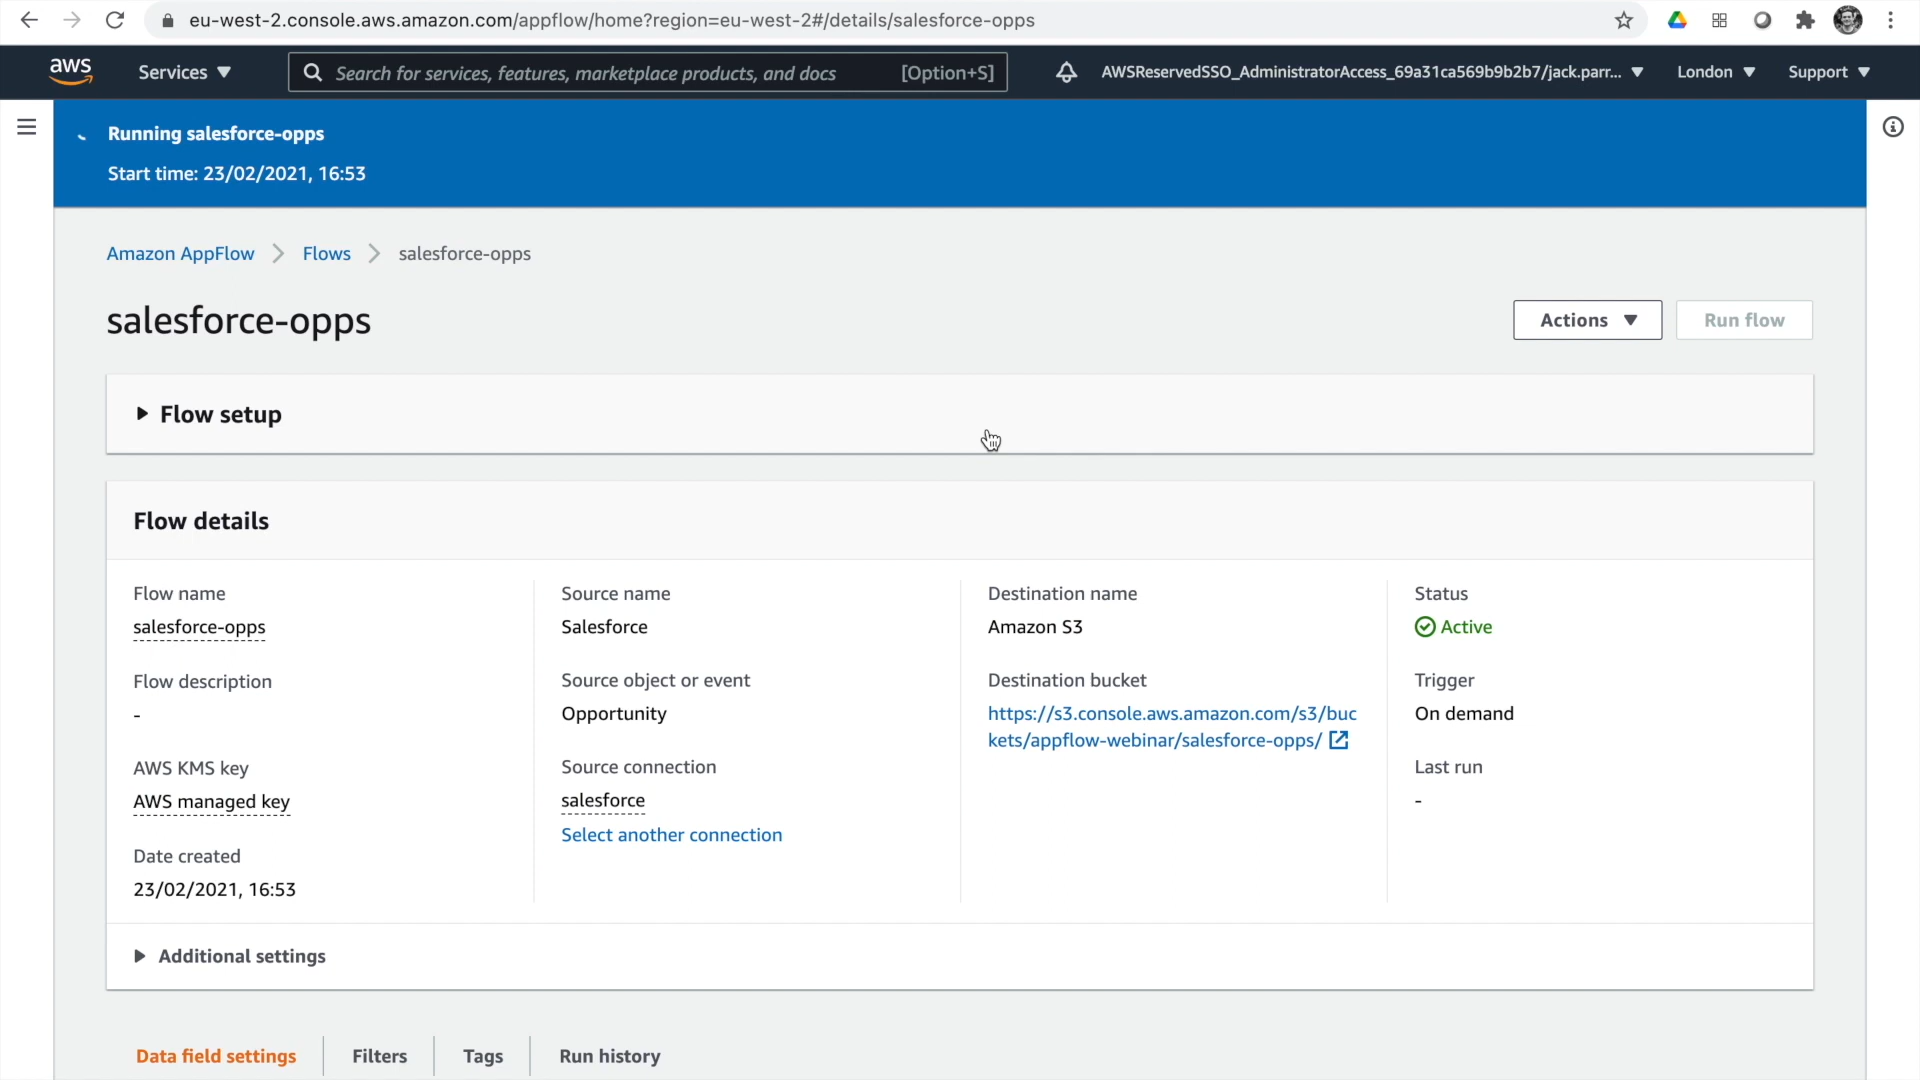 eu-west-2.console.aws.amazon.com/appflow/home?region=eu-west-2#/details/salesforce-opps
aws
Services
Search for services, features, marketplace products, and docs
[Option+S]
AWSReservedSSO_AdministratorAccess_69a31ca569b9b2b7/jack.parr...
London
Support
Running salesforce-opps
Start time: 23/02/2021, 16:53
Amazon AppFlow
Flows
salesforce-opps
salesforce-opps
Actions
Run flow
Flow setup
Flow details
Flow name
salesforce-opps
Flow description
-
AWS KMS key
AWS managed key
Date created
23/02/2021, 16:53
Source name
Salesforce
Source object or event
Opportunity
Source connection
salesforce
Select another connection
Destination name
Amazon S3
Destination bucket
https://s3.console.aws.amazon.com/s3/buc
kets/appflow-webinar/salesforce-opps/
Status
Active
Trigger
On demand
Last run
-
Additional settings
Data field settings
Filters
Tags
Run history